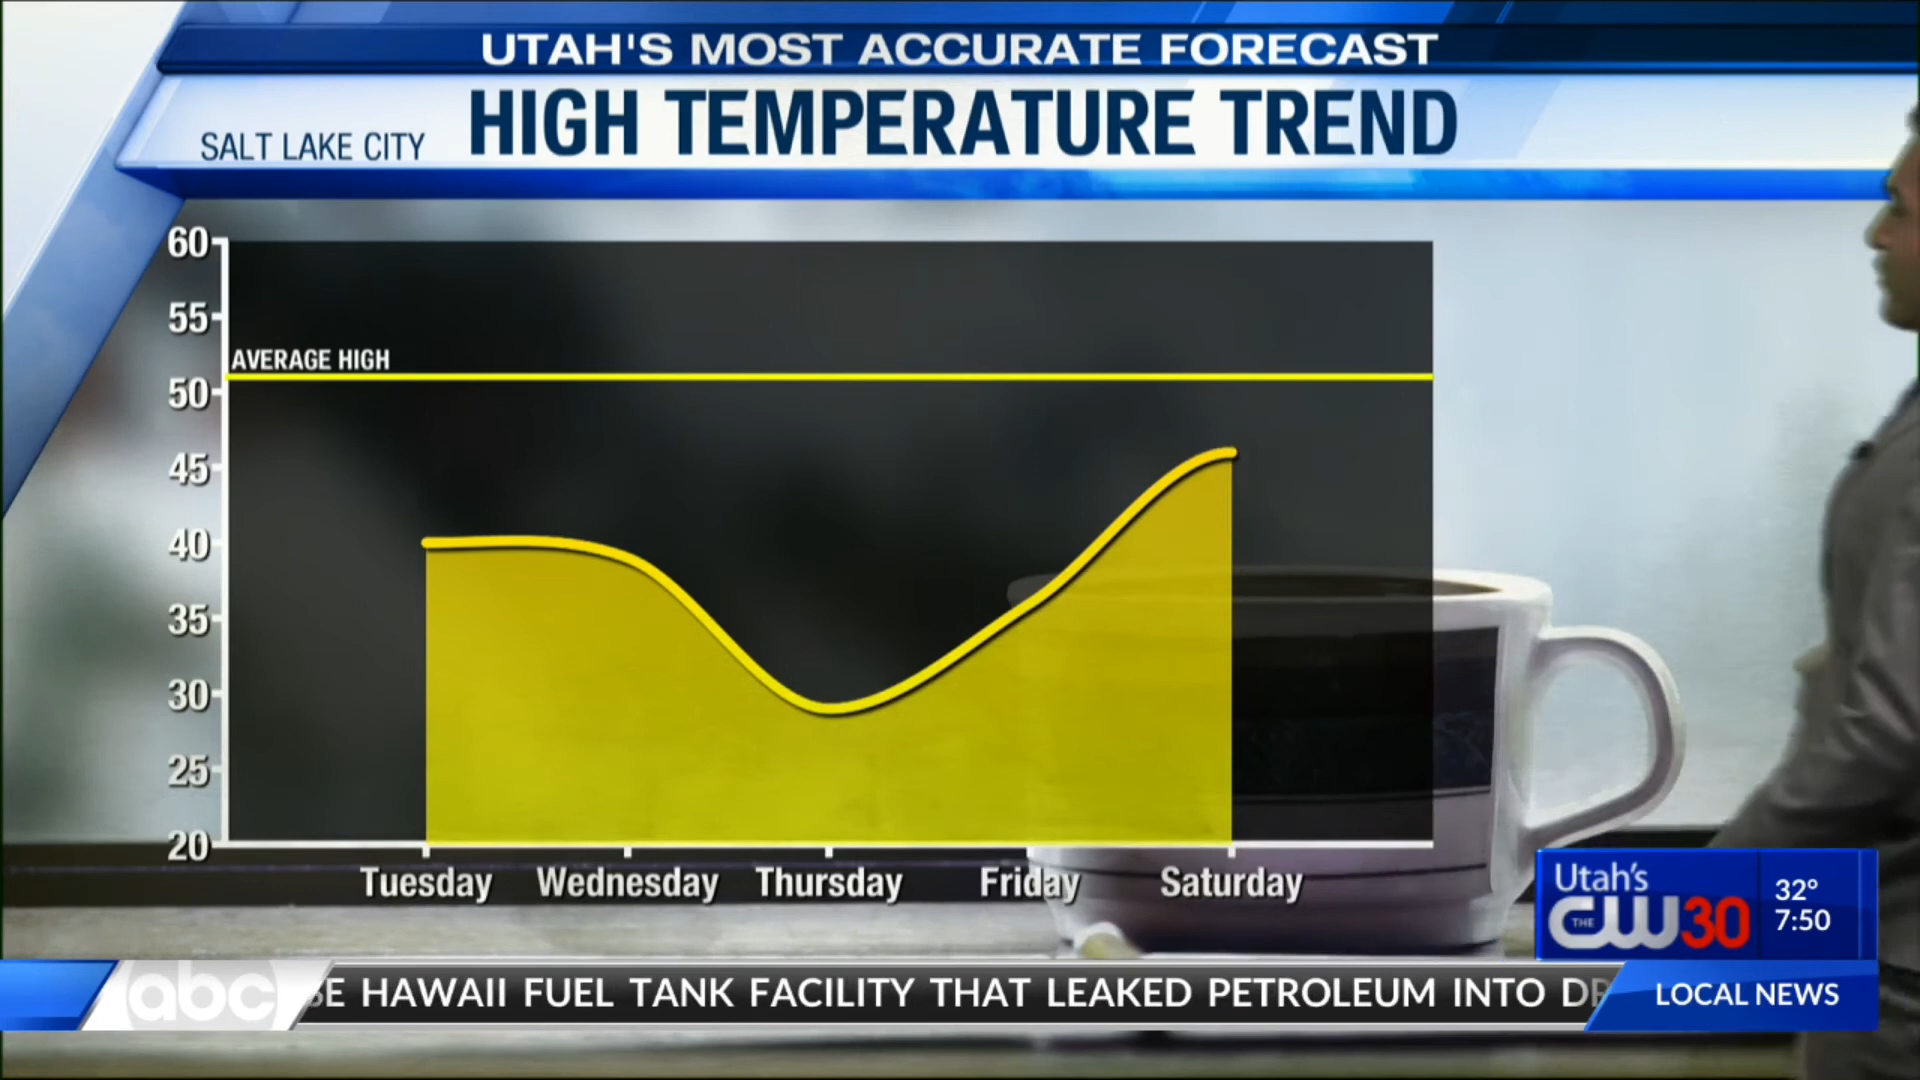 UTAH'S MOST ACCURATE FORECAST
SALT LAKE CITY HIGH TEMPERATURE TREND
60
55
AVERAGE HIGH
50
45
40
35
30
25
20
Tuesday Wednesday Thursday Friday Saturday
Utah's
THE CW30
32°
7:50
abc HAWAII FUEL TANK FACILITY THAT LEAKED PETROLEUM INTO
LOCAL NEWS